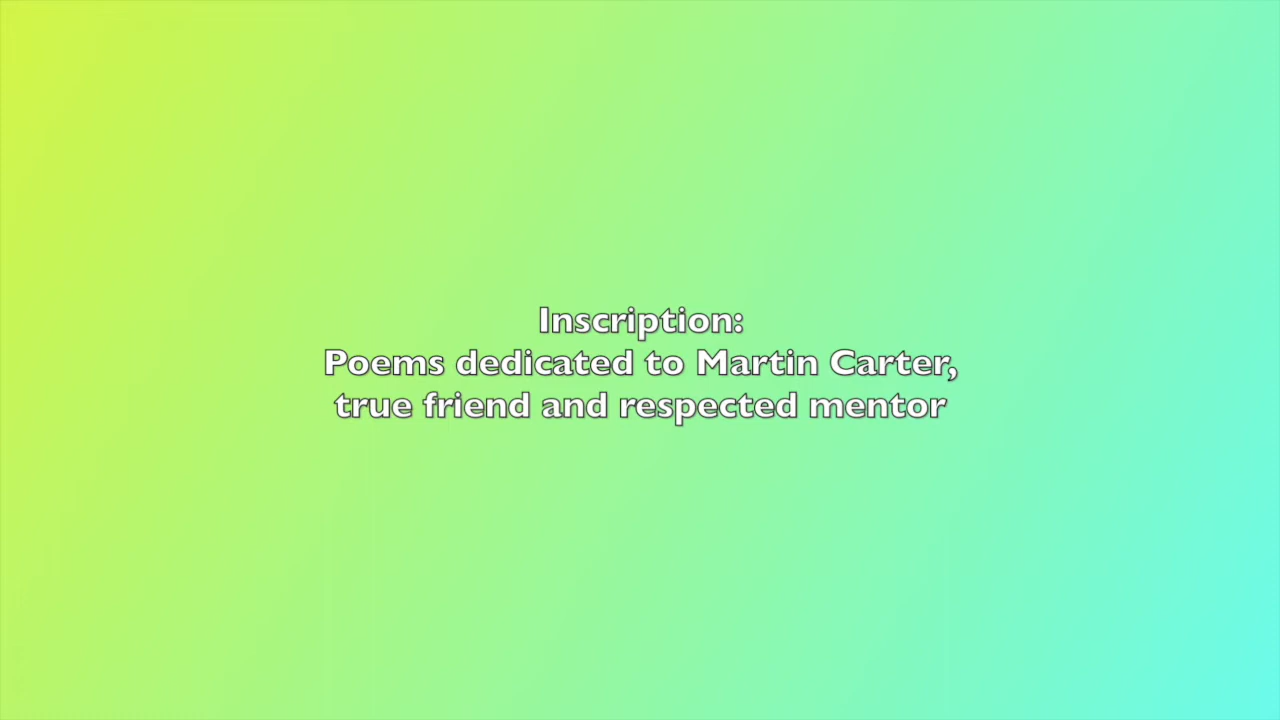 Inscription:
Poems dedicated to Martin Carter,
true friend and respected mentor